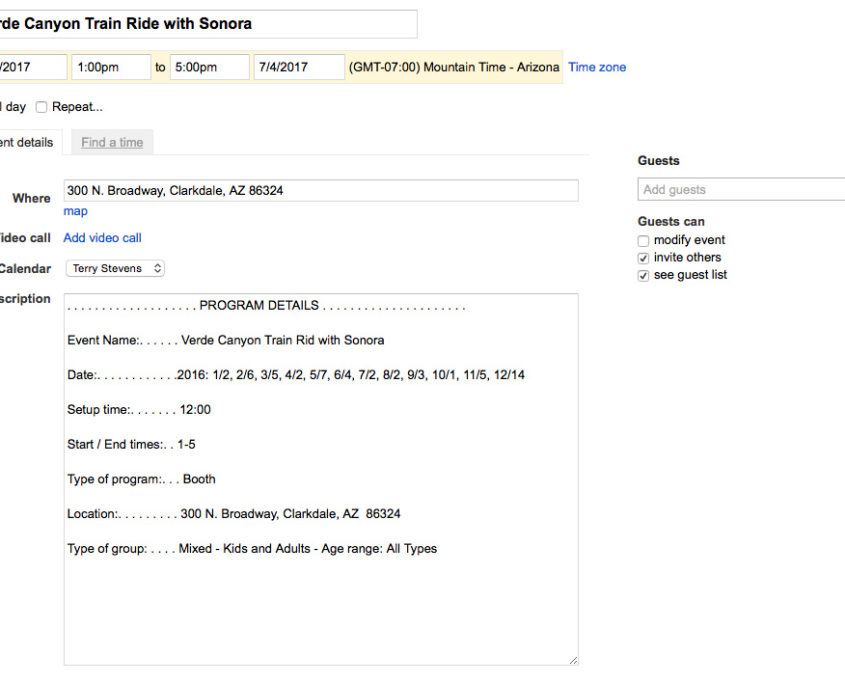 rde Canyon Train Ride with Sonora
/2017 1:00pm to 5:00pm 7/4/2017 (GMT-07:00) Mountain Time - Arizona Time zone
day Repeat...
ent details Find a time
Guests
Add guests
Guests can
modify event
invite others
see guest list
Where 300 N. Broadway, Clarkdale, AZ 86324
map
ideo call Add video call
Calendar Terry Stevens
scription
. . . . . . . . . . . . . . . . . . . PROGRAM DETAILS . . . . . . . . . . . . . . . . . . . . .
Event Name:. . . . . . Verde Canyon Train Rid with Sonora
Date:. . . . . . . . . . . .2016: 1/2, 2/6, 3/5, 4/2, 5/7, 6/4, 7/2, 8/2, 9/3, 10/1, 11/5, 12/14
Setup time:. . . . . . . 12:00
Start / End times:. . 1-5
Type of program:. . . Booth
Location:. . . . . . . . . 300 N. Broadway, Clarkdale, AZ  86324
Type of group: . . . . Mixed - Kids and Adults - Age range: All Types